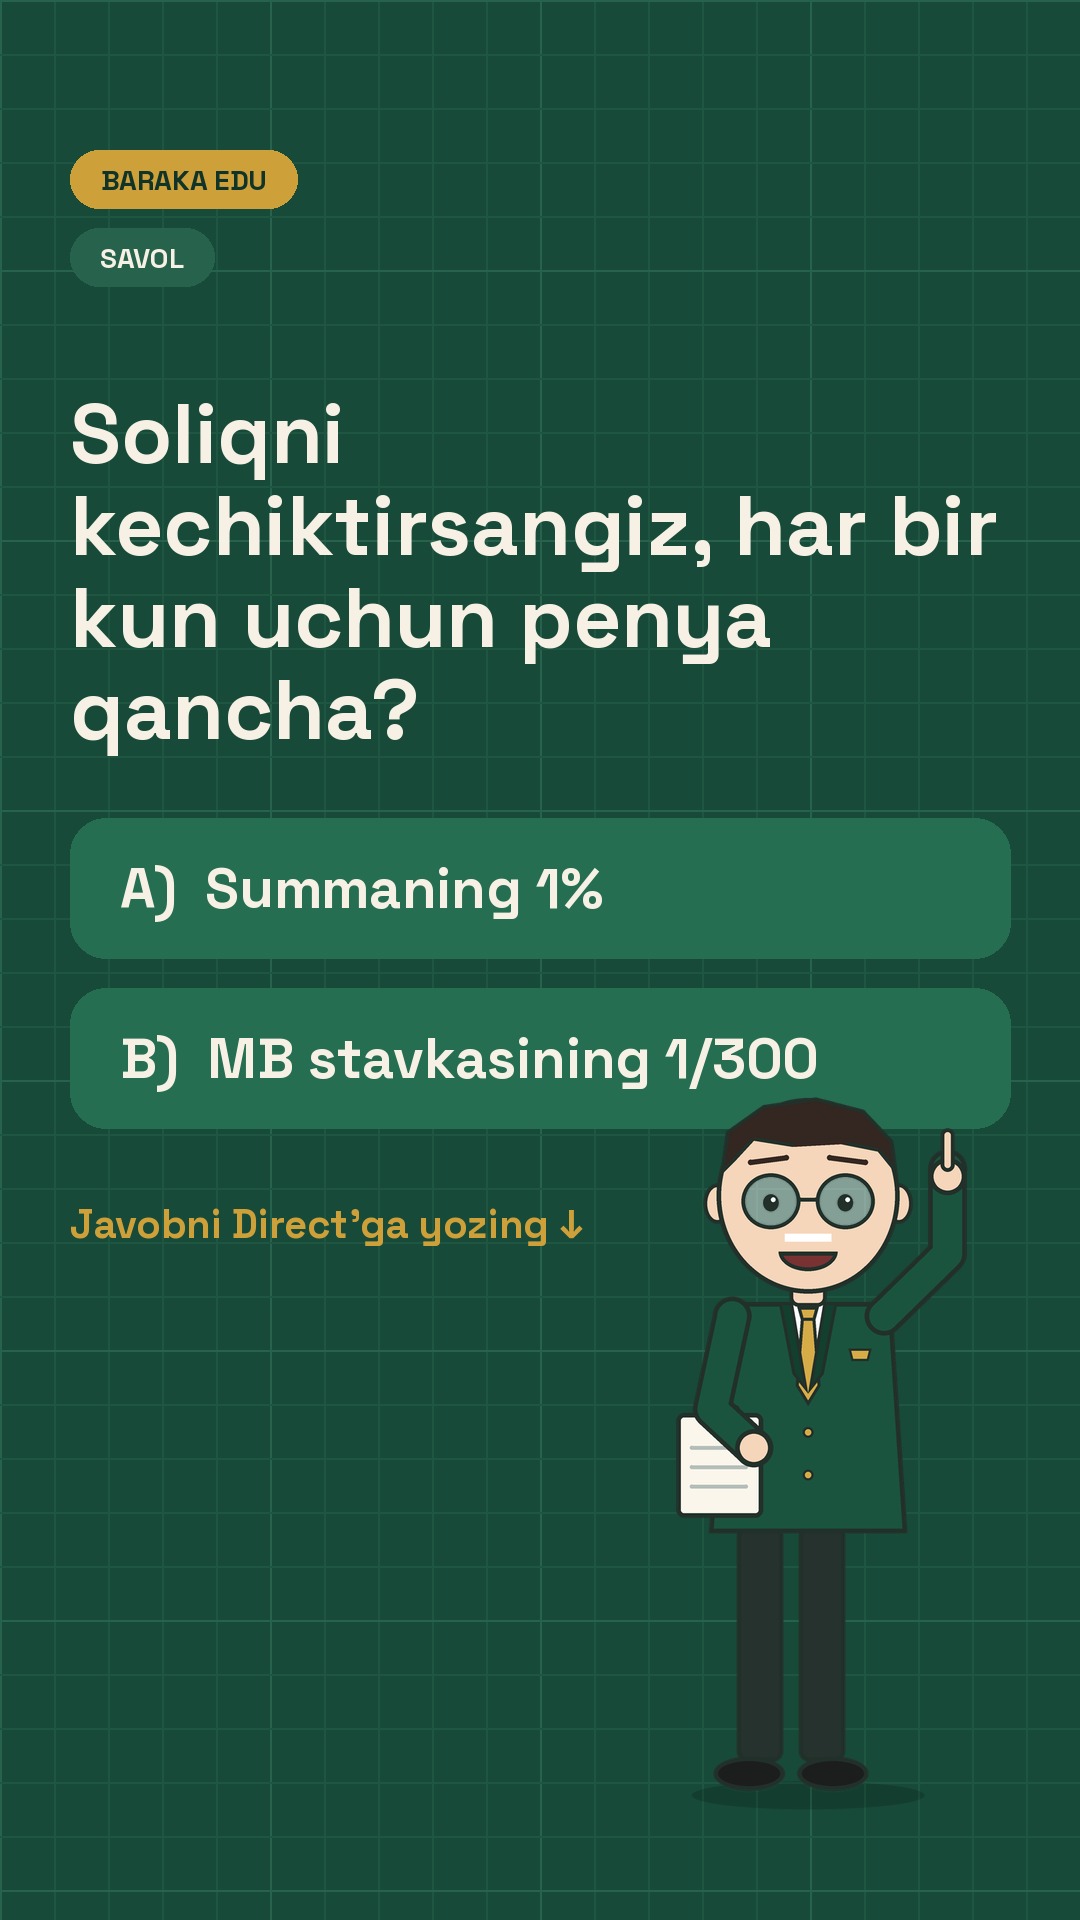 BARAKA EDU
SAVOL
Soliqni
kechiktirsangiz, har bir
kun uchun penya
qancha?
A) Summaning 1%
B) MB stavkasining 1/300
Javobni Direct’ga yozing ↓